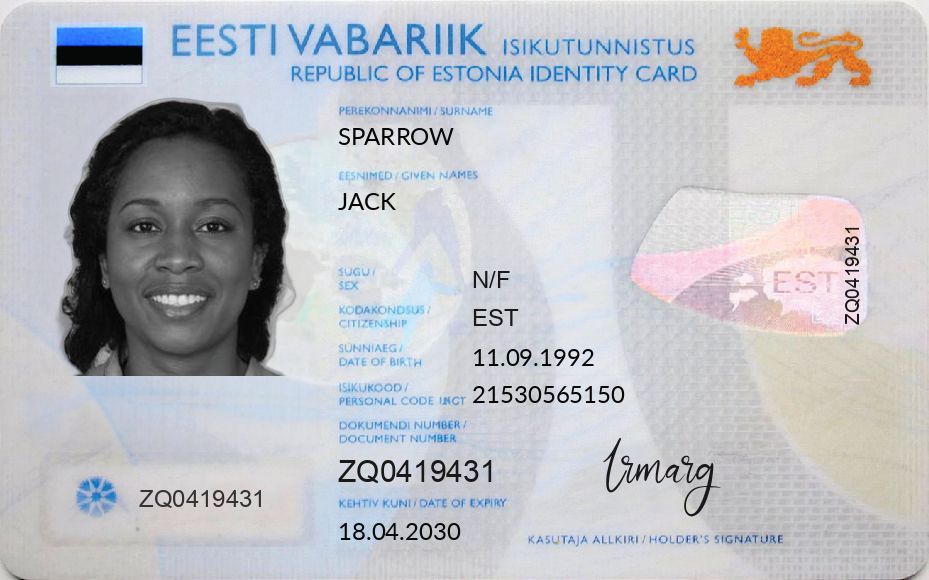 EESTI VABARIIK ISIKUTUNNISTUS
REPUBLIC OF ESTONIA IDENTITY CARD
PEREKONNANIMI / SURNAME
SPARROW
EESNIMED / GIVEN NAMES
JACK
SUGU /
SEX
N/F
KODAKONDSUS /
CITIZENSHIP
EST
SÜNNIAEG /
DATE OF BIRTH
11.09.1992
ISIKUKOOD /
PERSONAL CODE
21530565150
DOKUMENDI NUMBER /
DOCUMENT NUMBER
ZQ0419431
KEHTIV KUNI / DATE OF EXPIRY
18.04.2030
EST
ZQ0419431
ZQ0419431
KASUTAJA ALLKIRI / HOLDER'S SIGNATURE